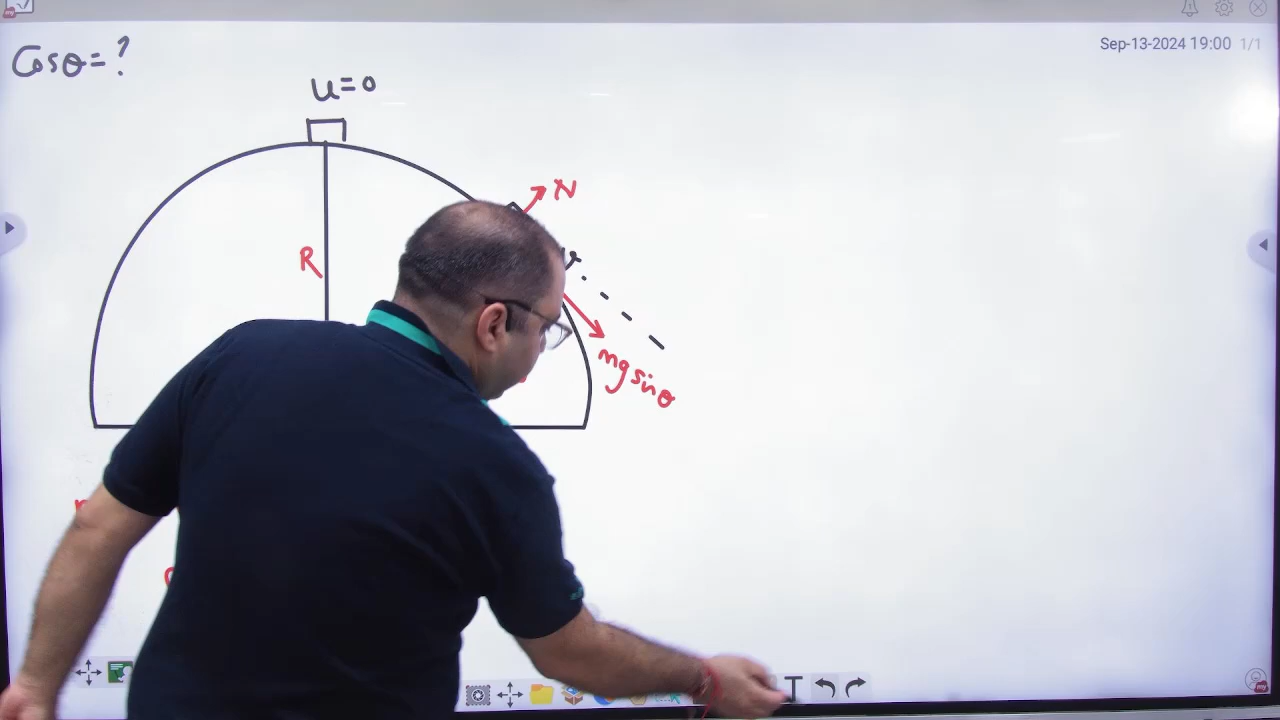 Sep-13-2024 19:00 1/1
Cosθ=?
u=0
N
R
mg sinθ
T